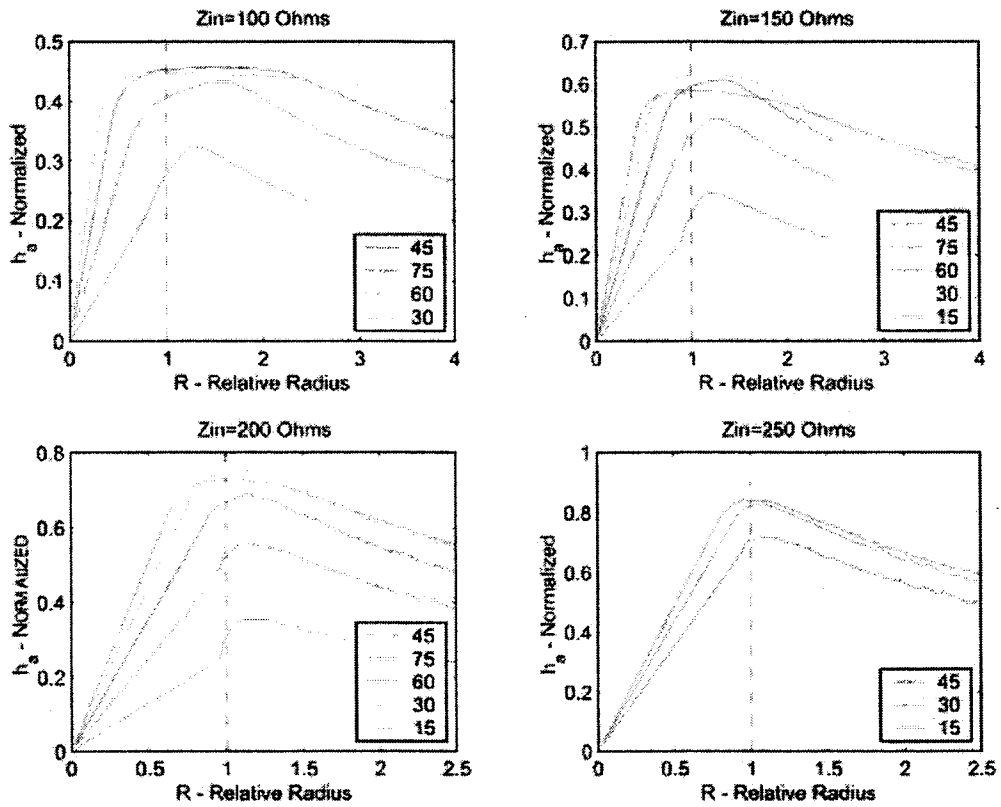 Zin=100 Ohms
0.5
0.4
0.3
0.2
0.1
0
h_a - Normalized
45
75
60
30
0 1 2 3 4
R - Relative Radius
Zin=150 Ohms
0.7
0.6
0.5
0.4
0.3
0.2
0.1
0
h_a - Normalized
45
75
60
30
15
0 1 2 3 4
R - Relative Radius
Zin=200 Ohms
0.8
0.6
0.4
0.2
0
h_a - NORMALIZED
45
75
60
30
15
0 0.5 1 1.5 2 2.5
R - Relative Radius
Zin=250 Ohms
1
0.8
0.6
0.4
0.2
0
h_a - Normalized
45
30
15
0 0.5 1 1.5 2 2.5
R - Relative Radius